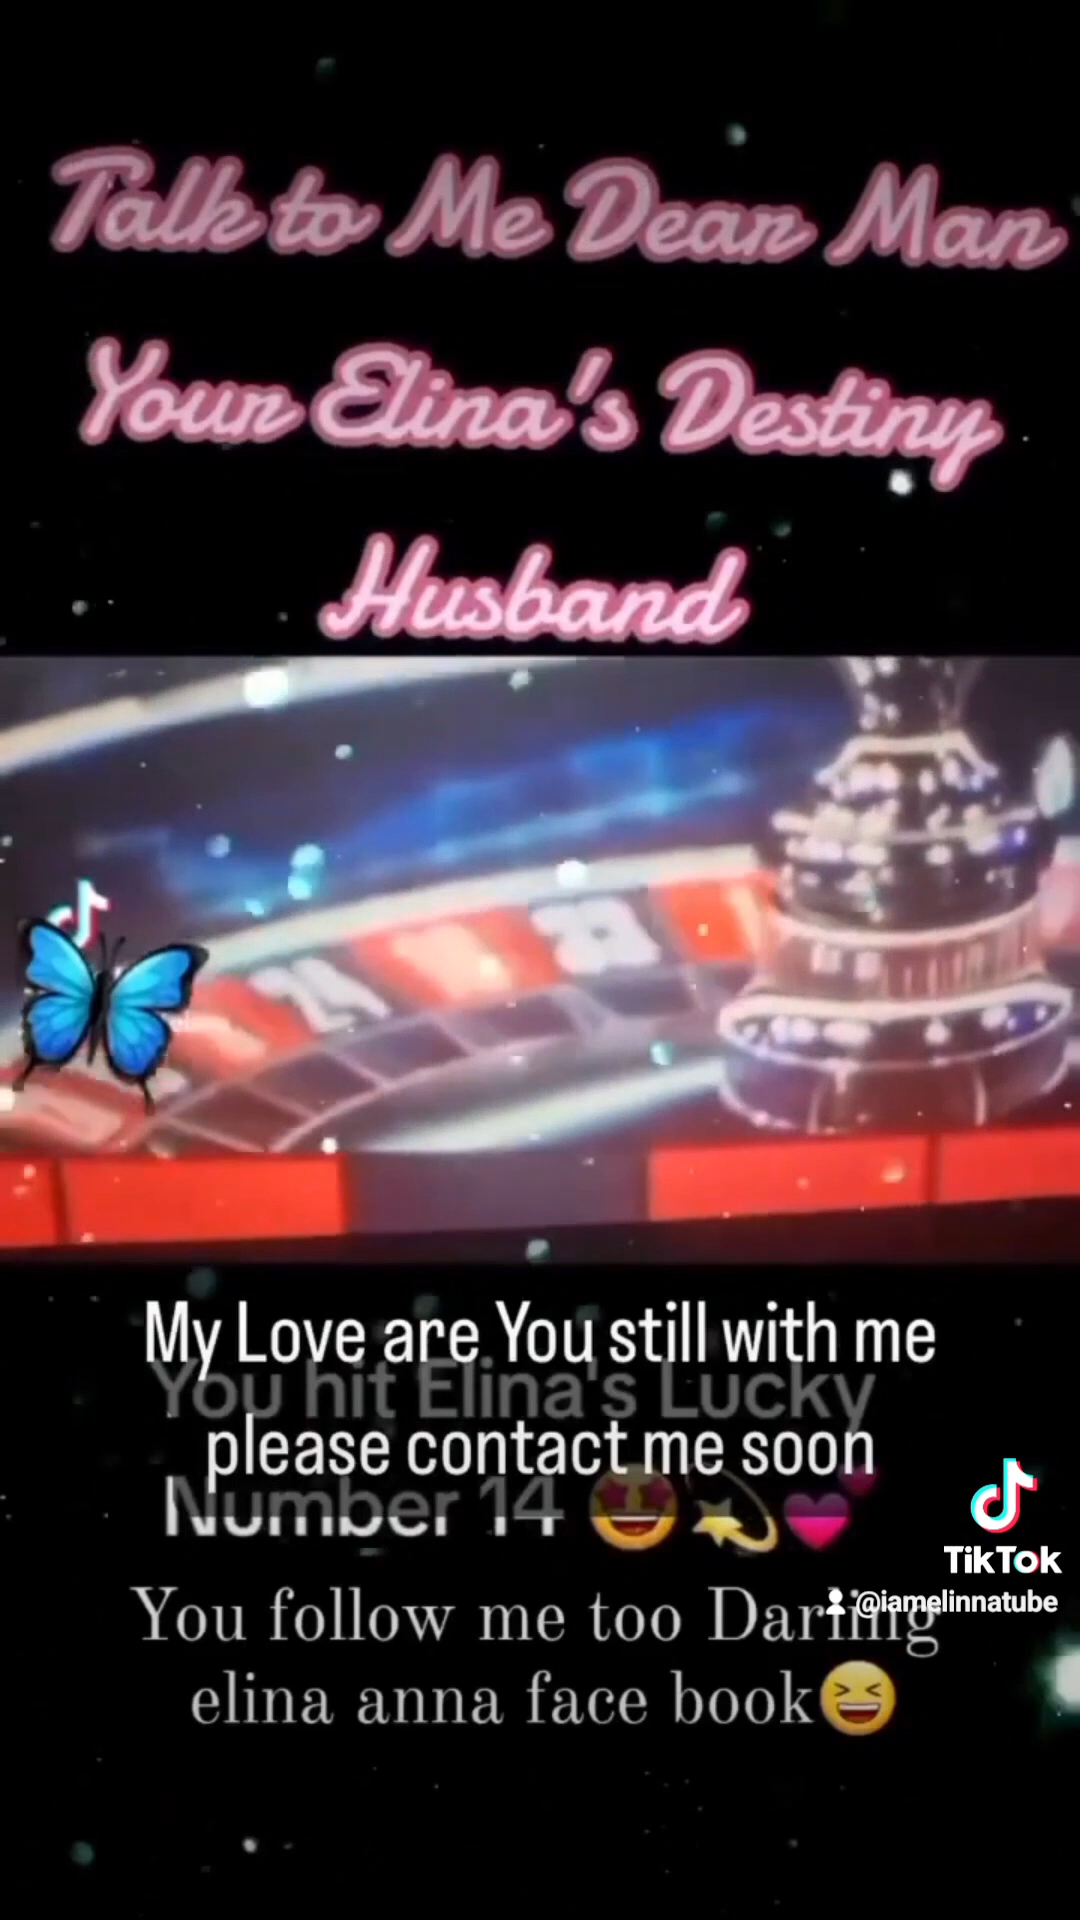 Talk to Me Dear Man
Your Elina's Destiny
Husband
My Love are You still with me
You hit Elina's Lucky
please contact me soon
Number 14 🤩💫💕
TikTok
@iamelinnatube
You follow me too Darling
elina anna face book😆